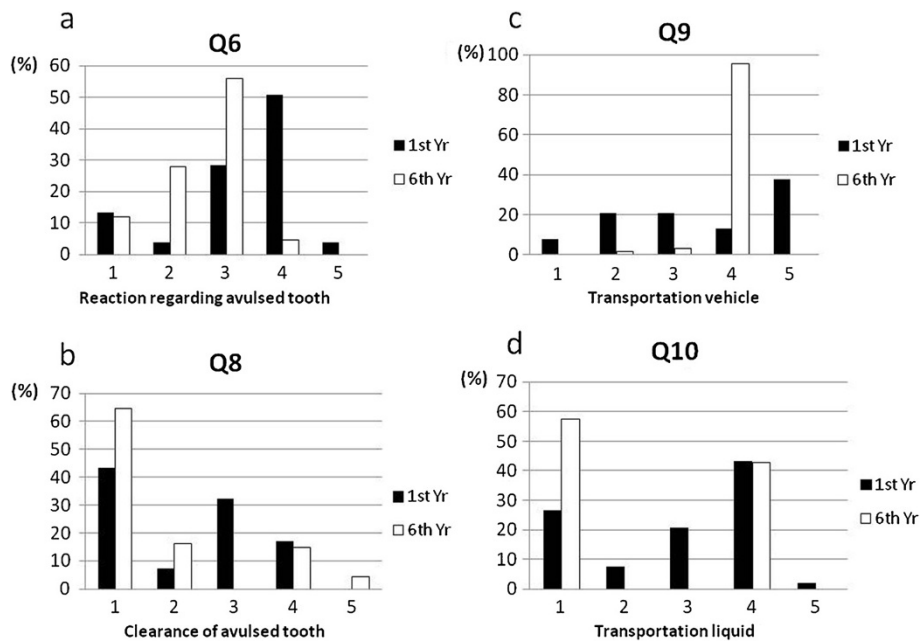 a
Q6
(%)
60
50
40
30
20
10
0
1 2 3 4 5
Reaction regarding avulsed tooth
1st Yr
6th Yr
b
Q8
(%)
70
60
50
40
30
20
10
0
1 2 3 4 5
Clearance of avulsed tooth
1st Yr
6th Yr
c
Q9
(%)
100
80
60
40
20
0
1 2 3 4 5
Transportation vehicle
1st Yr
6th Yr
d
Q10
(%)
70
60
50
40
30
20
10
0
1 2 3 4 5
Transportation liquid
1st Yr
6th Yr